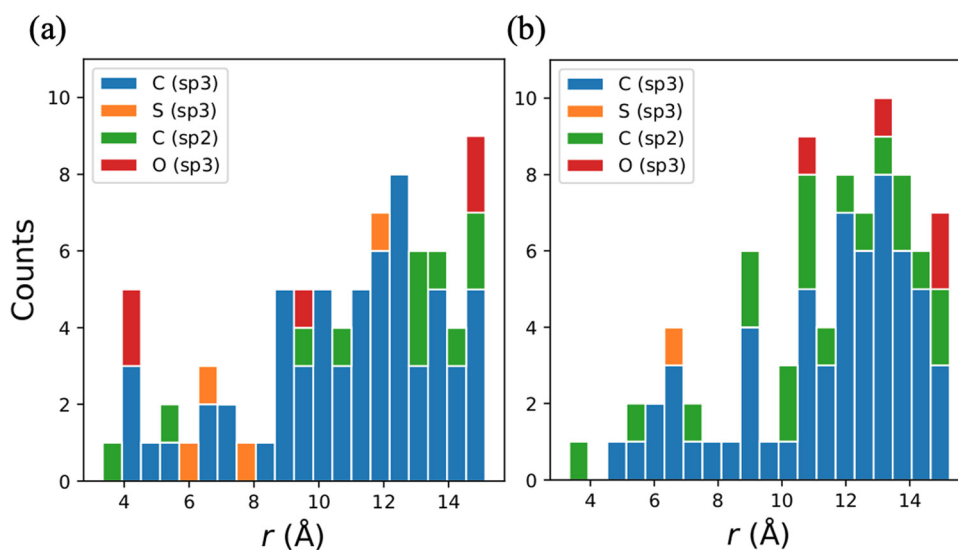 (a)
(b)
C (sp3)
S (sp3)
C (sp2)
O (sp3)
10
8
6
4
2
0
Counts
4 6 8 10 12 14
r (Å)
C (sp3)
S (sp3)
C (sp2)
O (sp3)
10
8
6
4
2
0
4 6 8 10 12 14
r (Å)